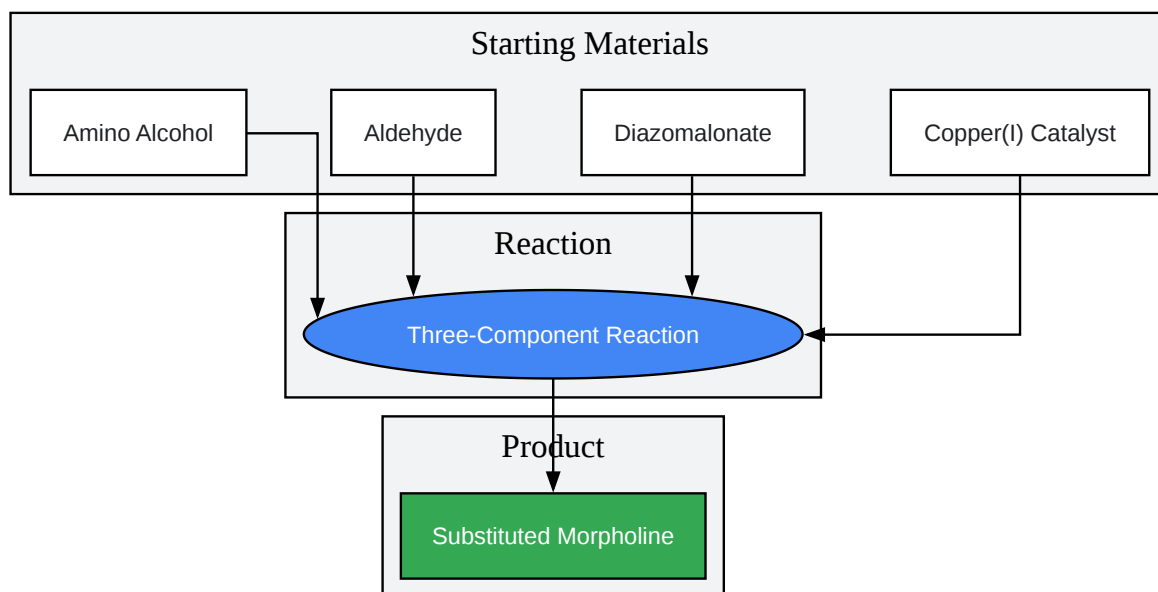 Starting Materials
Amino Alcohol
Aldehyde
Diazomalonate
Copper(I) Catalyst
Reaction
Three-Component Reaction
Product
Substituted Morpholine